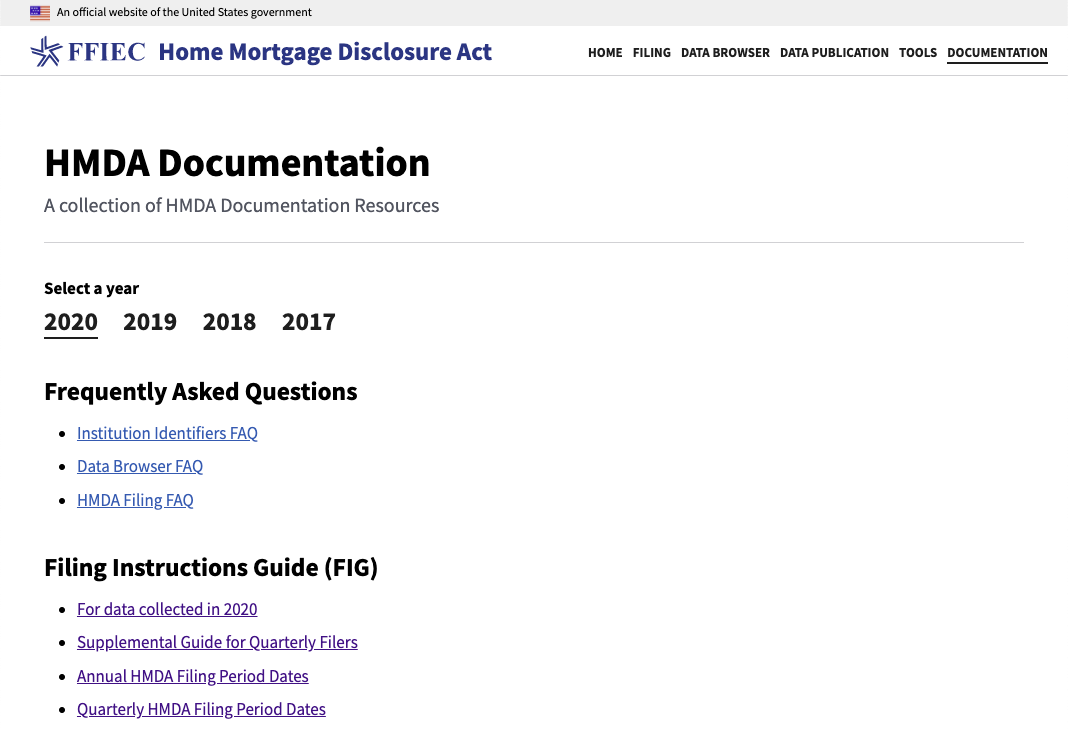 An official website of the United States government
FFIEC Home Mortgage Disclosure Act
HOME FILING DATA BROWSER DATA PUBLICATION TOOLS DOCUMENTATION
HMDA Documentation
A collection of HMDA Documentation Resources
Select a year
2020 2019 2018 2017
Frequently Asked Questions
Institution Identifiers FAQ
Data Browser FAQ
HMDA Filing FAQ
Filing Instructions Guide (FIG)
For data collected in 2020
Supplemental Guide for Quarterly Filers
Annual HMDA Filing Period Dates
Quarterly HMDA Filing Period Dates